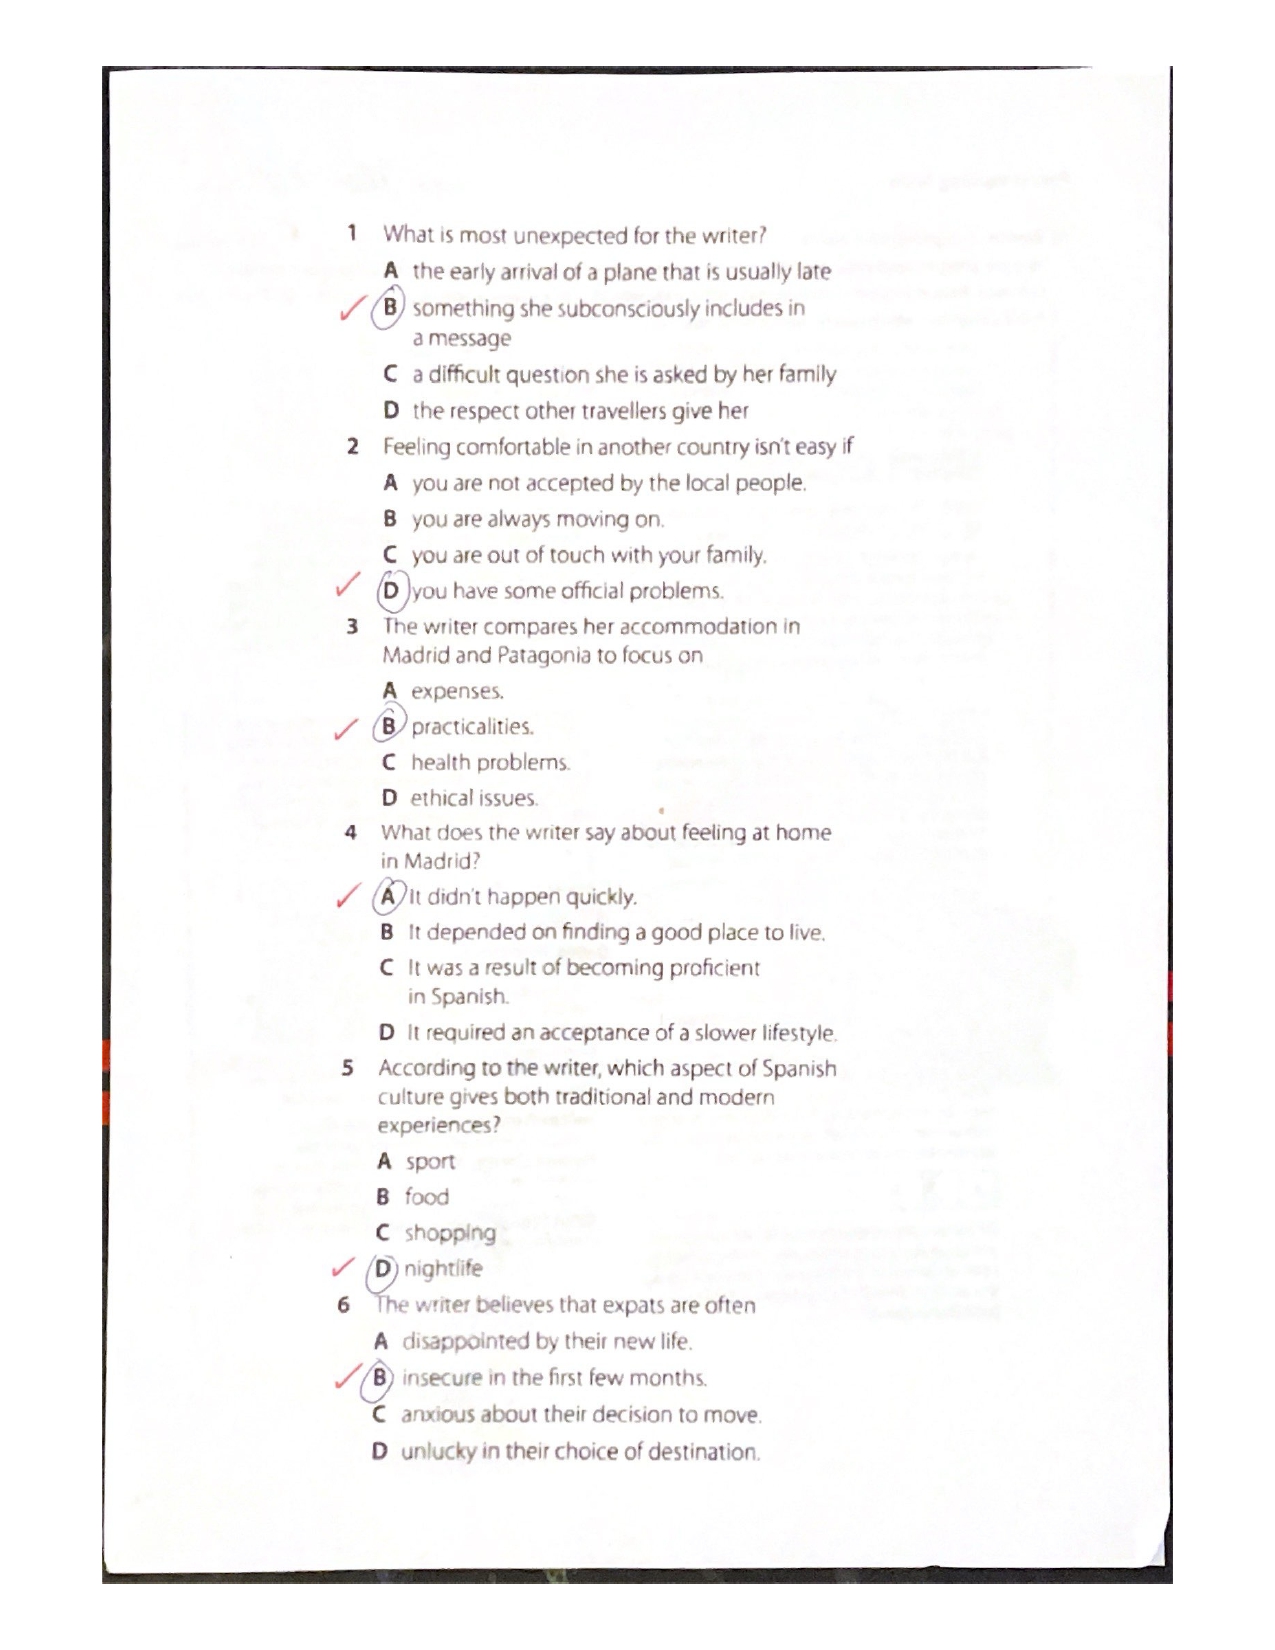 1 What is most unexpected for the writer?
A the early arrival of a plane that is usually late
B something she subconsciously includes in
a message
C a difficult question she is asked by her family
D the respect other travellers give her
2 Feeling comfortable in another country isn't easy if
A you are not accepted by the local people.
B you are always moving on.
C you are out of touch with your family.
D you have some official problems.
3 The writer compares her accommodation in
Madrid and Patagonia to focus on
A expenses.
B practicalities.
C health problems.
D ethical issues.
4 What does the writer say about feeling at home
in Madrid?
A It didn't happen quickly.
B It depended on finding a good place to live.
C It was a result of becoming proficient
in Spanish.
D It required an acceptance of a slower lifestyle.
5 According to the writer, which aspect of Spanish
culture gives both traditional and modern
experiences?
A sport
B food
C shopping
D nightlife
6 The writer believes that expats are often
A disappointed by their new life.
B insecure in the first few months.
C anxious about their decision to move.
D unlucky in their choice of destination.